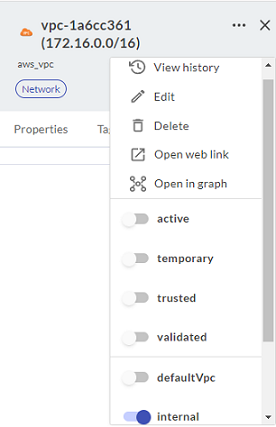 vpc-1a6cc361
(172.16.0.0/16)
aws_vpc
Network
Properties
View history
Edit
Delete
Open web link
Open in graph
active
temporary
trusted
validated
defaultVpc
internal